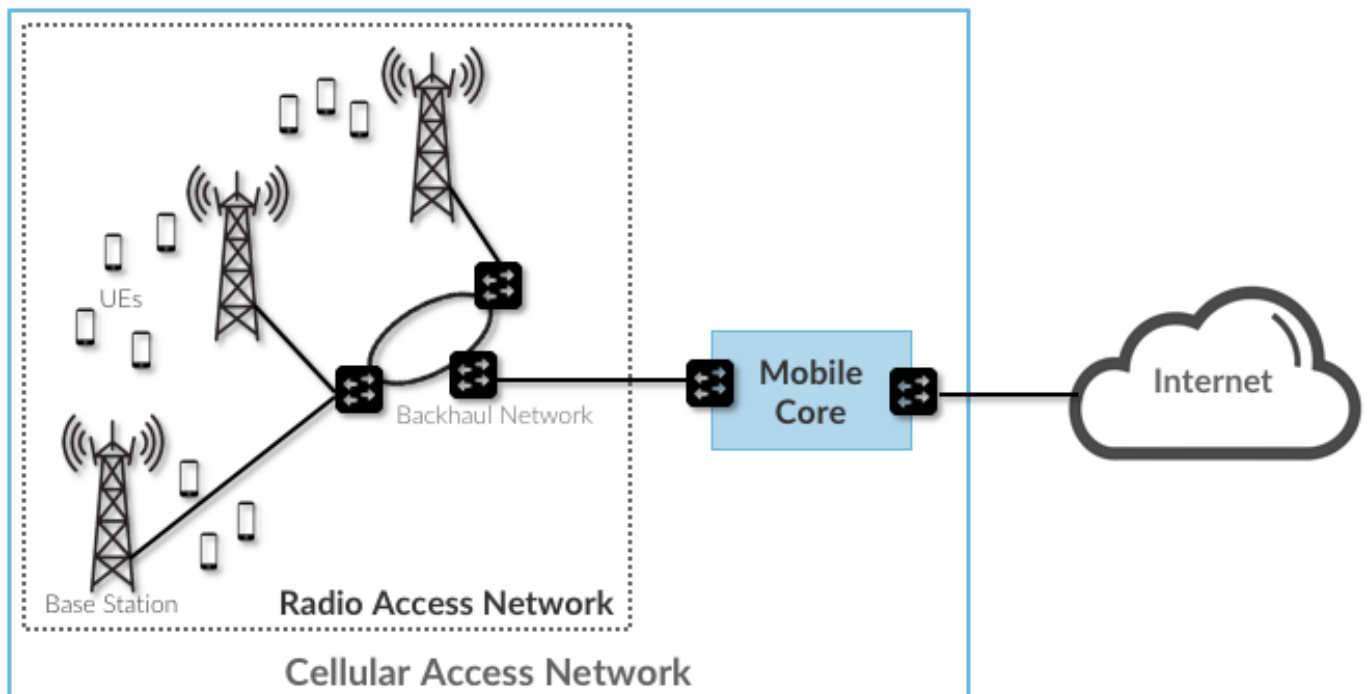 UEs
Mobile
Core
Internet
Backhaul Network
Base Station
Radio Access Network
Cellular Access Network